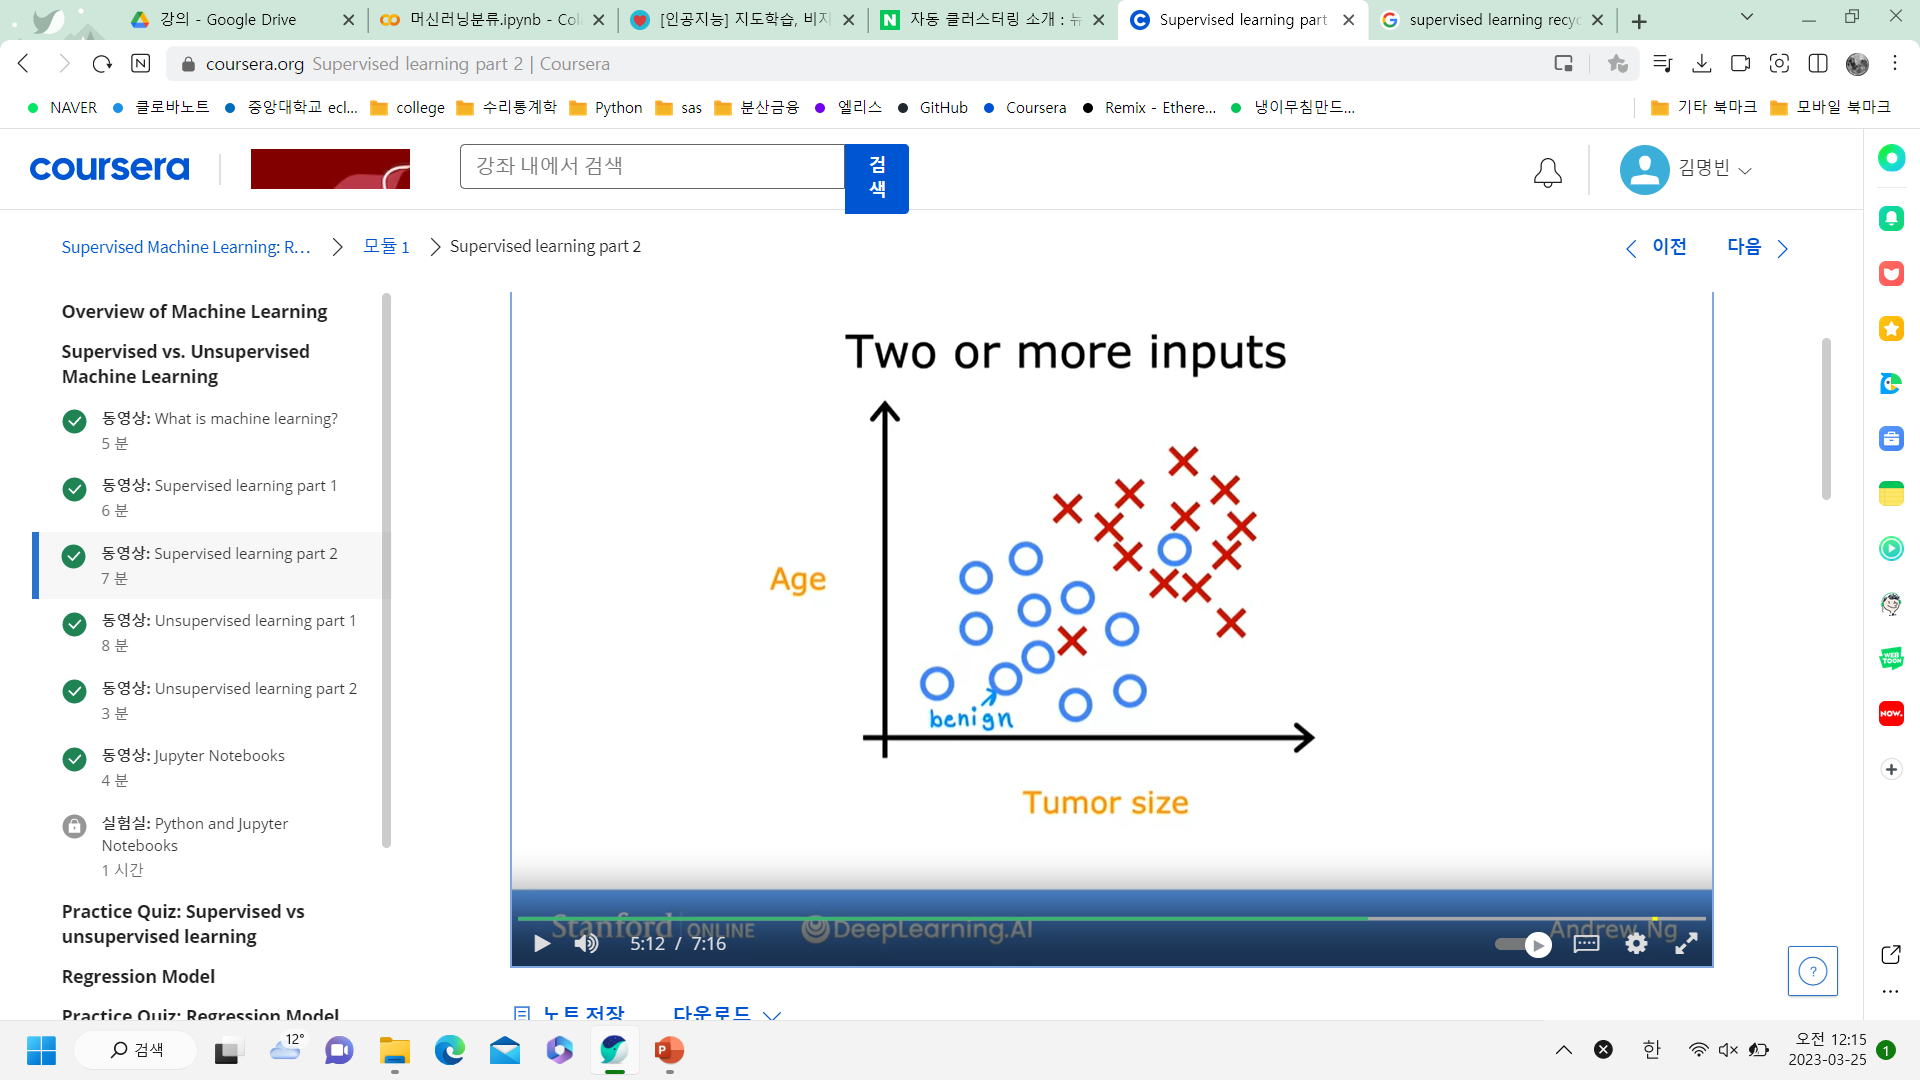 강의 - Google Drive
머신러닝분류.ipynb - Col
[인공지능] 지도학습, 비지
자동 클러스터링 소개 : 뉴
Supervised learning part
supervised learning recyc
coursera.org Supervised learning part 2 | Coursera
NAVER
클로바노트
중앙대학교 ecl...
college
수리통계학
Python
sas
분산금융
엘리스
GitHub
Coursera
Remix - Ethere...
냉이무침만드...
기타 북마크
모바일 북마크
coursera
강좌 내에서 검색
검
색
김명빈
Supervised Machine Learning: R...
모듈 1
Supervised learning part 2
이전
다음
Overview of Machine Learning
Supervised vs. Unsupervised
Machine Learning
동영상: What is machine learning?
5 분
동영상: Supervised learning part 1
6 분
동영상: Supervised learning part 2
7 분
동영상: Unsupervised learning part 1
8 분
동영상: Unsupervised learning part 2
3 분
동영상: Jupyter Notebooks
4 분
실험실: Python and Jupyter
Notebooks
1 시간
Practice Quiz: Supervised vs
unsupervised learning
Regression Model
Practice Quiz: Regression Model
Two or more inputs
Age
benign
Tumor size
Stanford ONLINE
DeepLearning.AI
Andrew Ng
5:12 / 7:16
노트 저장
다운로드
?
WEB
TOON
NOW.
12°
검색
한
오전 12:15
2023-03-25
1